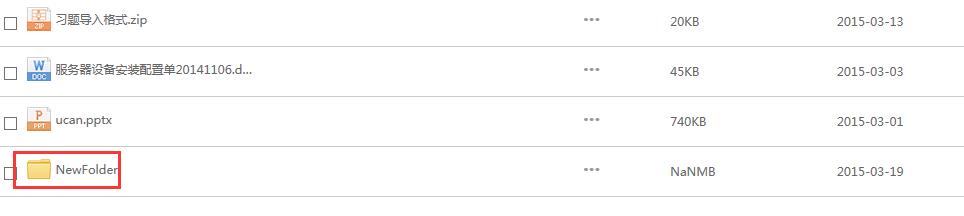 习题导入格式.zip ••• 20KB 2015-03-13
ZIP
服务器设备安装配置单20141106.d... ••• 45KB 2015-03-03
W
DOC
ucan.pptx ••• 740KB 2015-03-01
P
PPT
NewFolder ••• NaNMB 2015-03-19